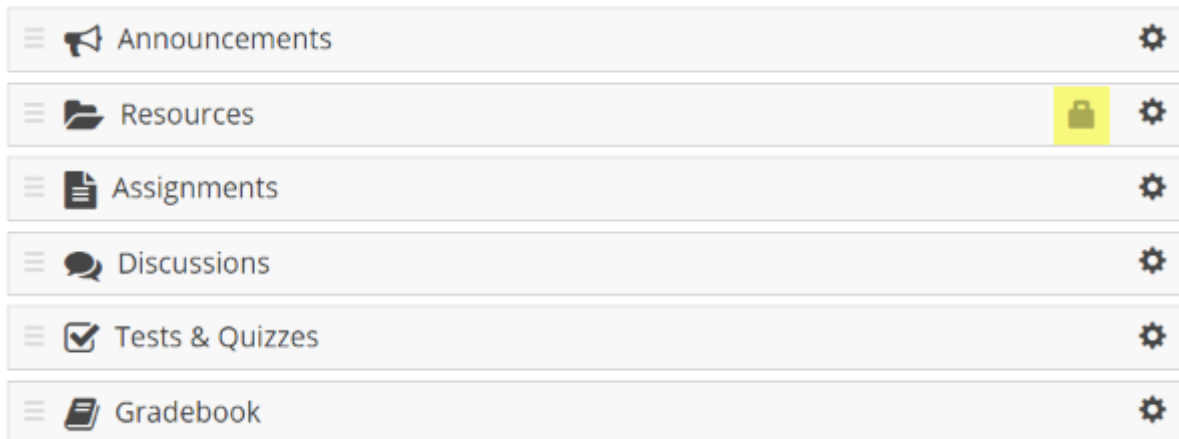 Announcements
Resources
Assignments
Discussions
Tests & Quizzes
Gradebook